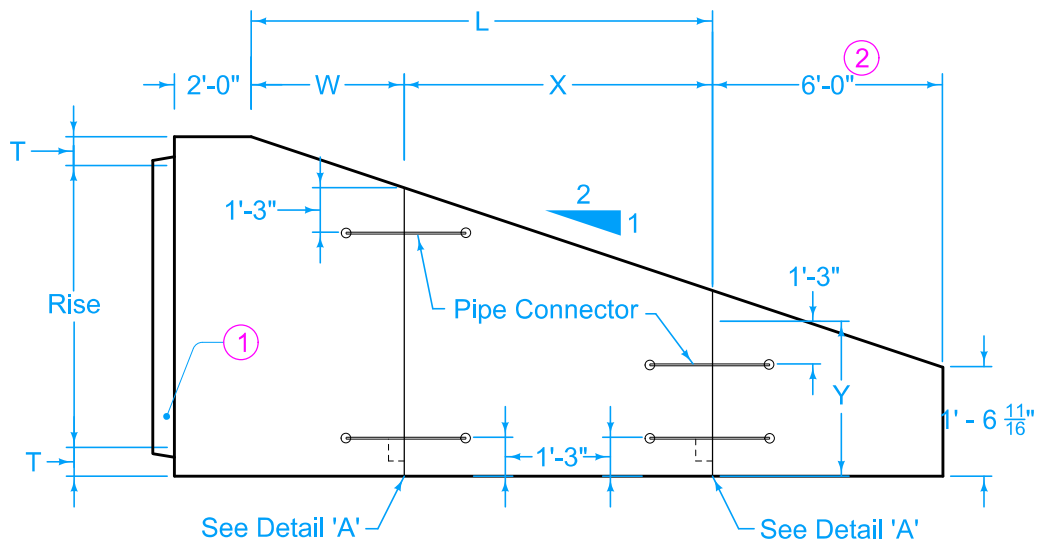 L
2
2'-0"
W
X
6'-0"
T
2
1
1'-3"
1'-3"
Rise
Pipe Connector
1
Y
1' - 6 11/16"
T
1'-3"
See Detail 'A'
See Detail 'A'